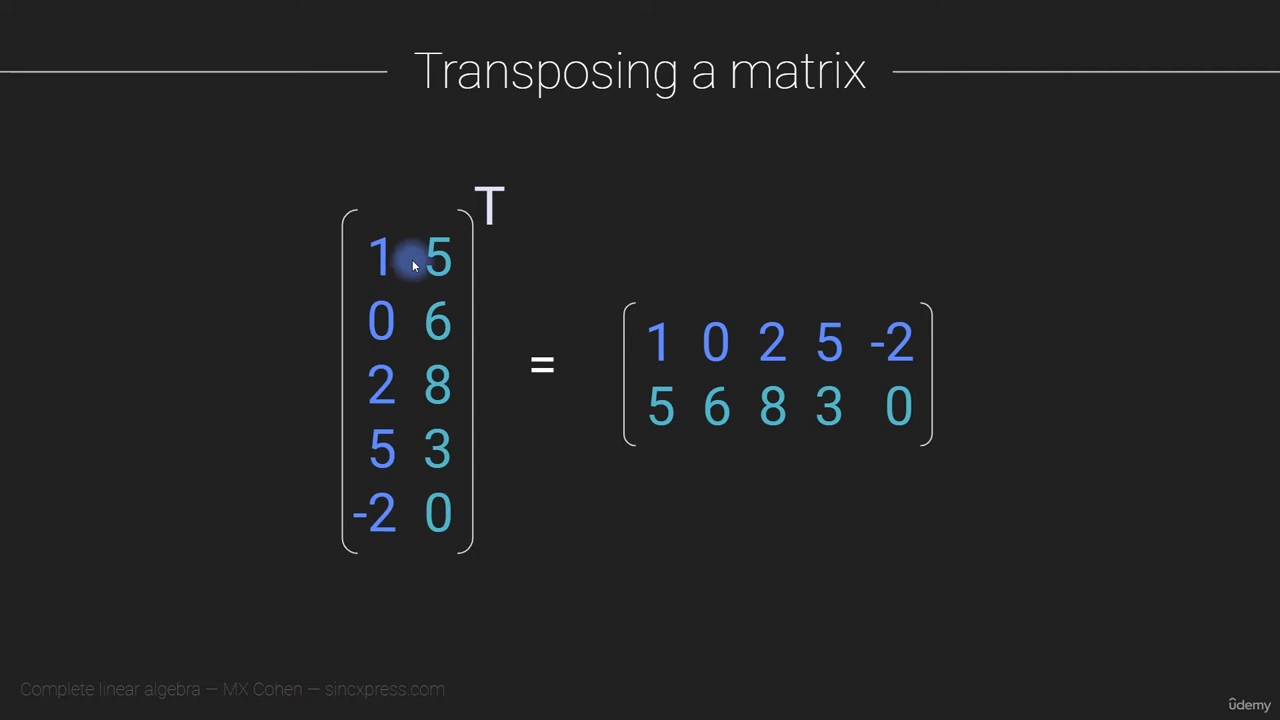 Transposing a matrix
T
1 5
0 6
2 8
5 3
-2 0
=
1 0 2 5 -2
5 6 8 3 0
Complete linear algebra — MX Cohen — sincxpress.com
ûdemy